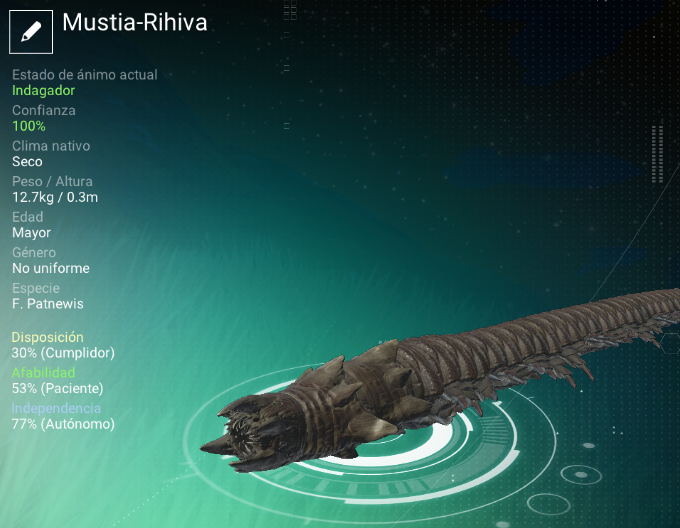 Mustia-Rihiva
Estado de ánimo actual
Indagador
Confianza
100%
Clima nativo
Seco
Peso / Altura
12.7kg / 0.3m
Edad
Mayor
Género
No uniforme
Especie
F. Patnewis
Disposición
30% (Cumplidor)
Afabilidad
53% (Paciente)
Independencia
77% (Autónomo)